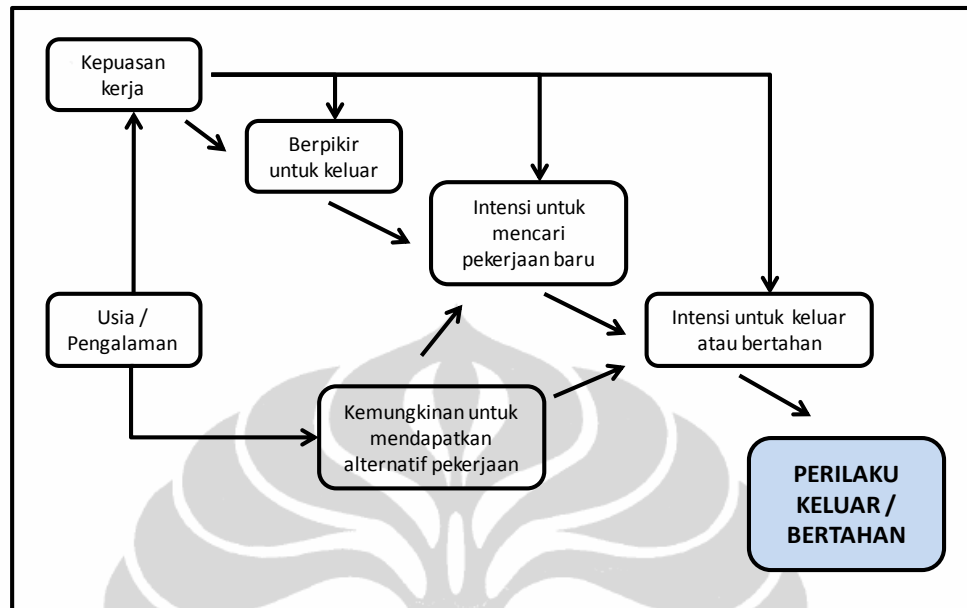 Kepuasan
kerja
Berpikir
untuk keluar
Intensi untuk
mencari
pekerjaan baru
Usia /
Pengalaman
Intensi untuk keluar
atau bertahan
Kemungkinan untuk
mendapatkan
alternatif pekerjaan
PERILAKU
KELUAR /
BERTAHAN